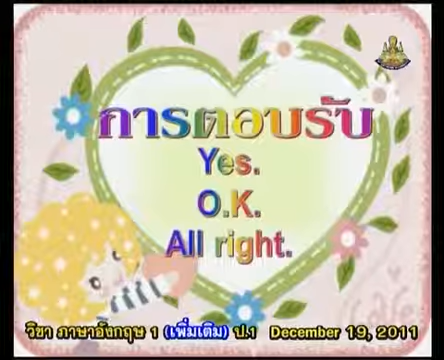 การตอบรับ
Yes.
O.K.
All right.
วิชา ภาษาอังกฤษ 1 (เพิ่มเติม) ป.1 December 19, 2011